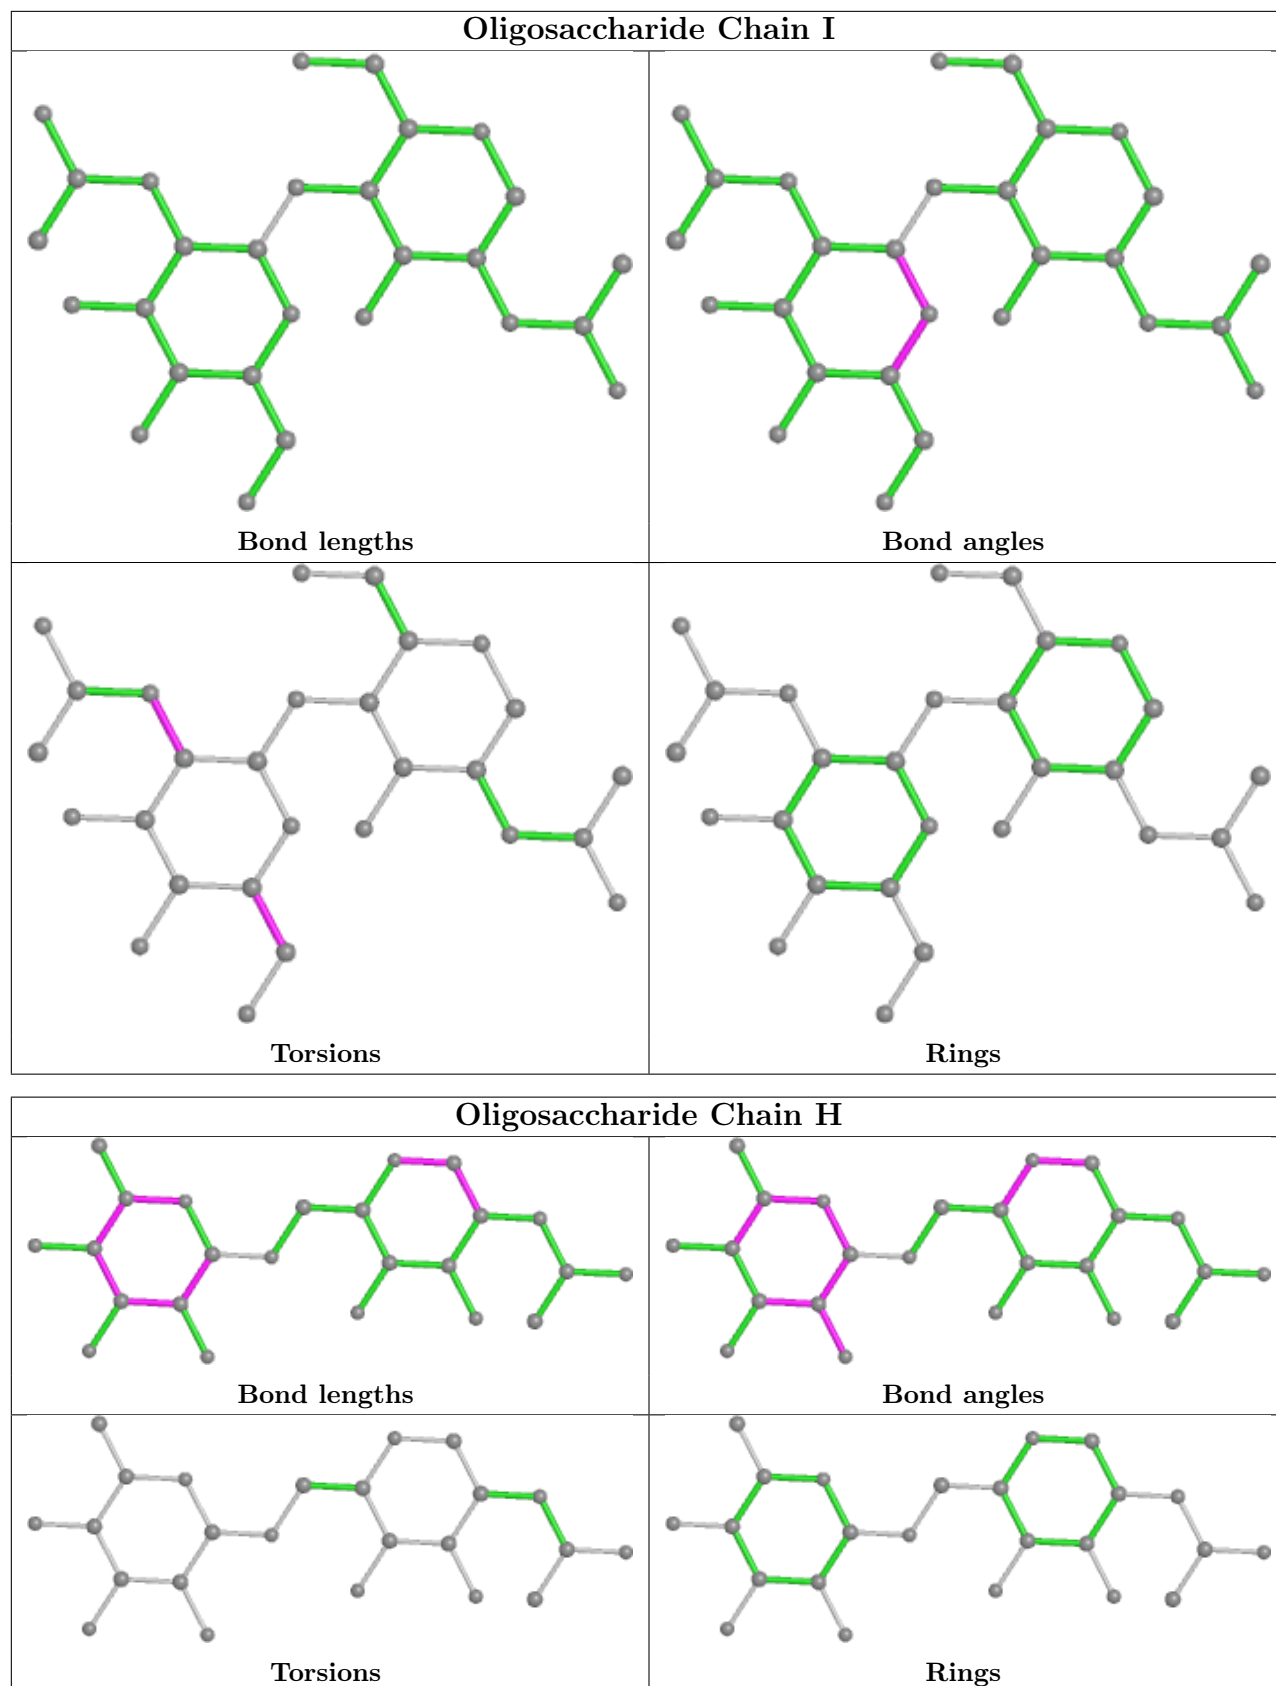 Oligosaccharide Chain I
Bond lengths
Bond angles
Torsions
Rings
Oligosaccharide Chain H
Bond lengths
Bond angles
Torsions
Rings